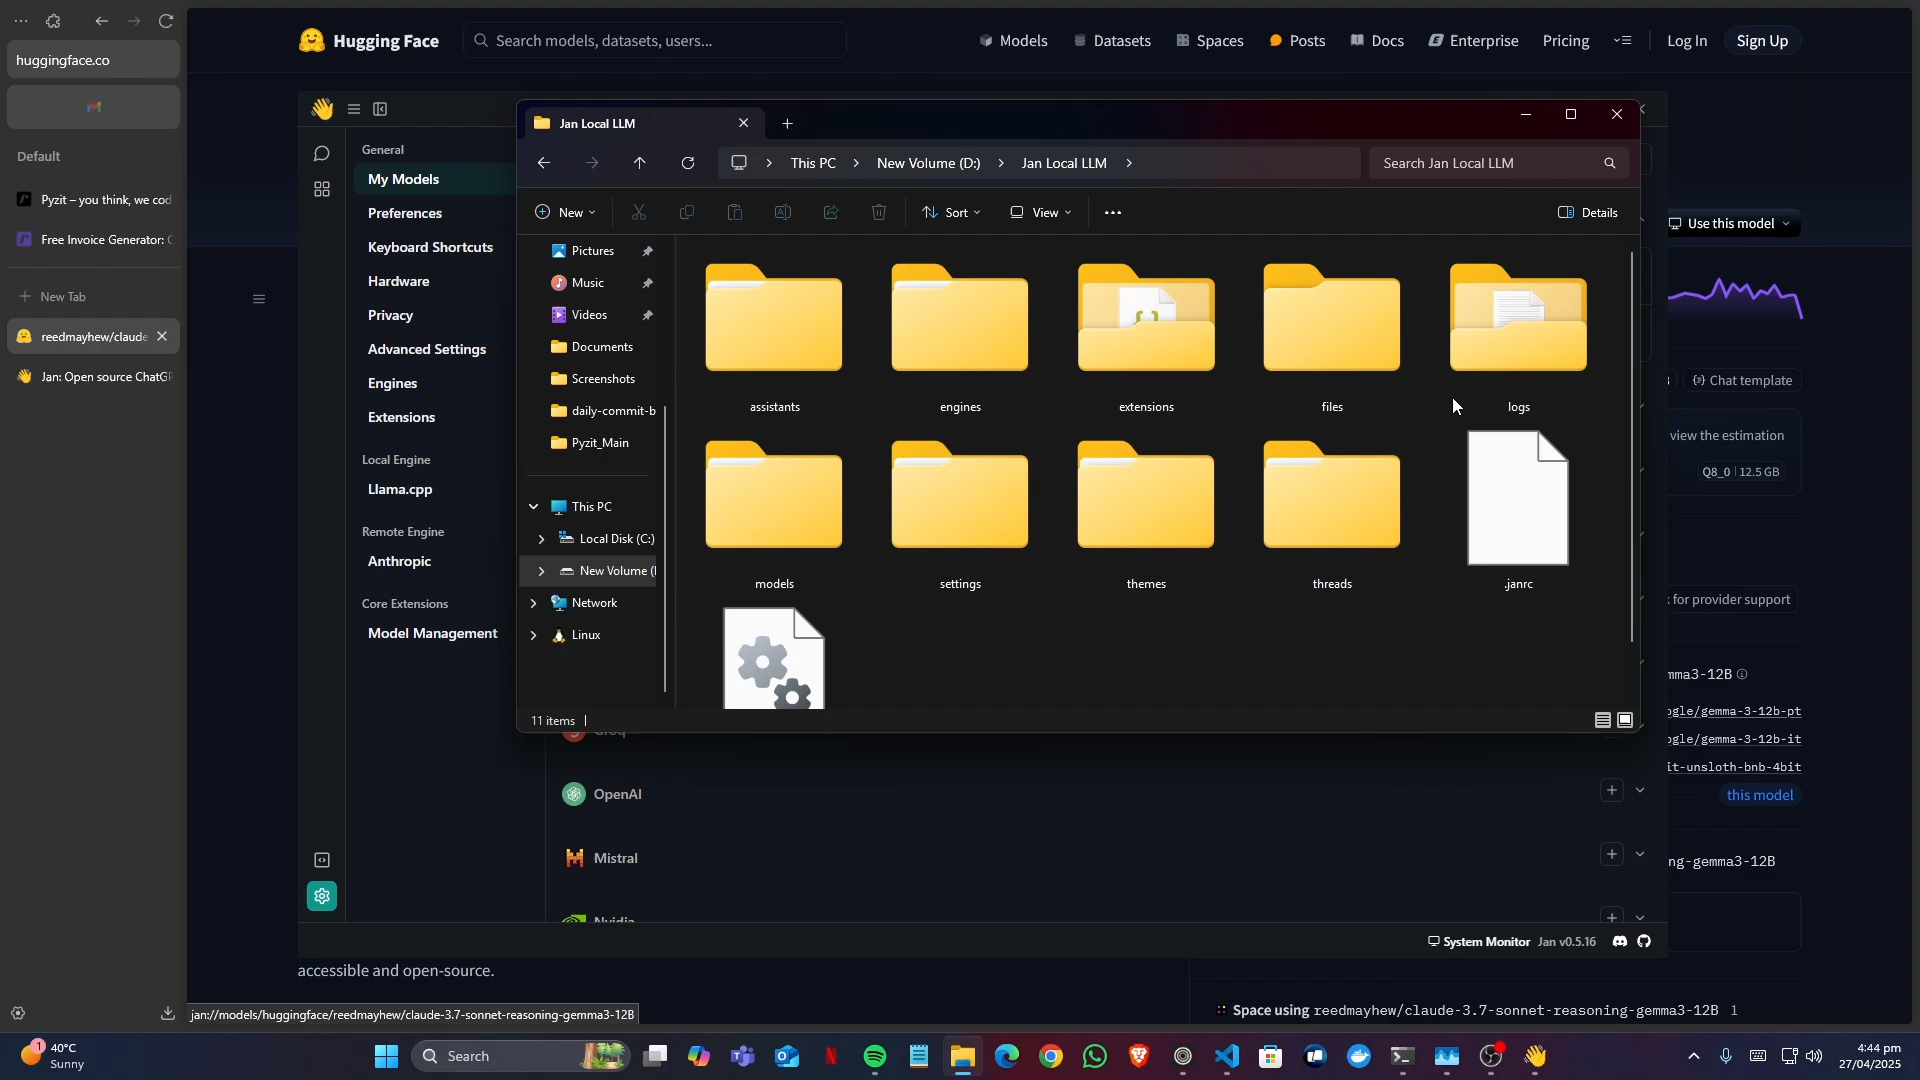 huggingface.co
Default
Pyzit – you think, we cod
Free Invoice Generator: C
New Tab
reedmayhew/claude
Jan: Open source ChatGP
Hugging Face
Search models, datasets, users...
Models
Datasets
Spaces
Posts
Docs
Enterprise
Pricing
Log In
Sign Up
General
My Models
Preferences
Keyboard Shortcuts
Hardware
Privacy
Advanced Settings
Engines
Extensions
Local Engine
Llama.cpp
Remote Engine
Anthropic
Core Extensions
Model Management
Jan Local LLM
This PC
New Volume (D:)
Jan Local LLM
Search Jan Local LLM
New
Sort
View
Details
Pictures
Music
Videos
Documents
Screenshots
daily-commit-b
Pyzit_Main
This PC
Local Disk (C:)
New Volume (
Network
Linux
assistants
engines
extensions
files
logs
models
settings
themes
threads
.janrc
11 items
Groq
OpenAI
Mistral
Nvidia
System Monitor
Jan v0.5.16
Use this model
Chat template
view the estimation
Q8_0
12.5 GB
for provider support
mma3-12B
ogle/gemma-3-12b-pt
ogle/gemma-3-12b-it
it-unsloth-bnb-4bit
this model
ng-gemma3-12B
accessible and open-source.
Space using reedmayhew/claude-3.7-sonnet-reasoning-gemma3-12B 1
jan://models/huggingface/reedmayhew/claude-3.7-sonnet-reasoning-gemma3-12B
1
40°C
Sunny
Search
4:44 pm
27/04/2025